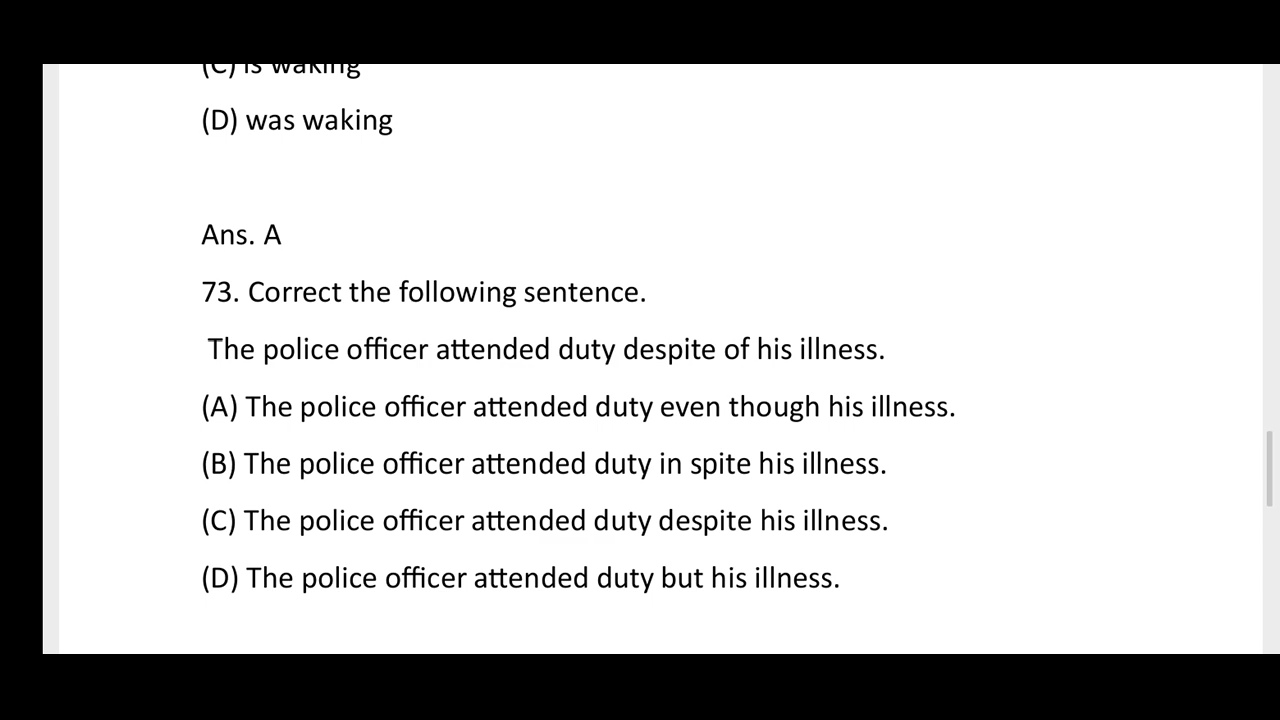 (C) is waking
(D) was waking
Ans. A
73. Correct the following sentence.
The police officer attended duty despite of his illness.
(A) The police officer attended duty even though his illness.
(B) The police officer attended duty in spite his illness.
(C) The police officer attended duty despite his illness.
(D) The police officer attended duty but his illness.